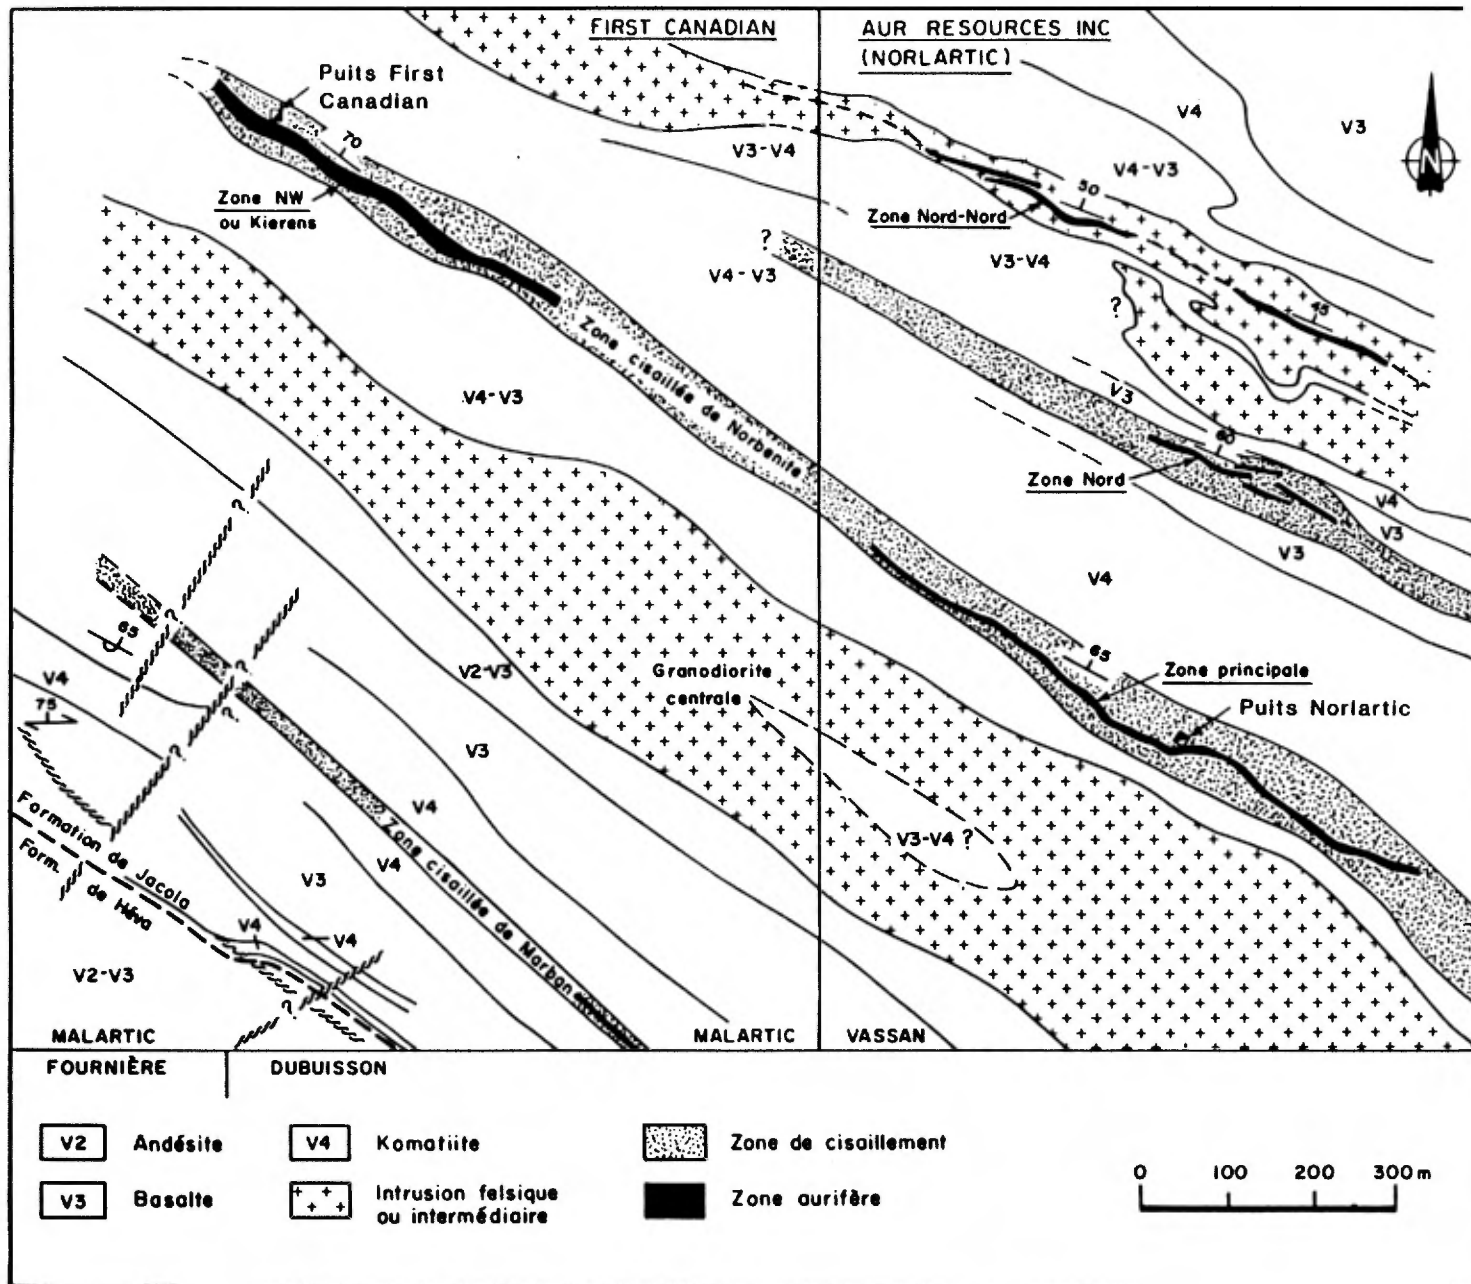 FIRST CANADIAN
AUR RESOURCES INC
(NORLARTIC)
Puits First
Canadian
V4
V3
N
70
V3-V4
V4-V3
50
Zone NW
ou Kierens
Zone Nord-Nord
?
V4-V3
V3-V4
?
45
Zone cisaillée de Norbenite
V4-V3
V3
60
Zone Nord
V4
V3
V3
?
V4
?
65
65
V2-V3
Granodiorite
centrale
Zone principale
V4
?
75
Puits Norlartic
V3
?
V4
Zone cisaillée de Marban
V3-V4 ?
V4
Formation de Jacola
Form. de Héva
V3
V4
V4
V2-V3
?
MALARTIC
MALARTIC
VASSAN
FOURNIÈRE
DUBUISSON
V2 Andésite
V4 Komatiite
Zone de cisaillement
V3 Basalte
Intrusion felsique
ou intermédiaire
Zone aurifère
0 100 200 300 m